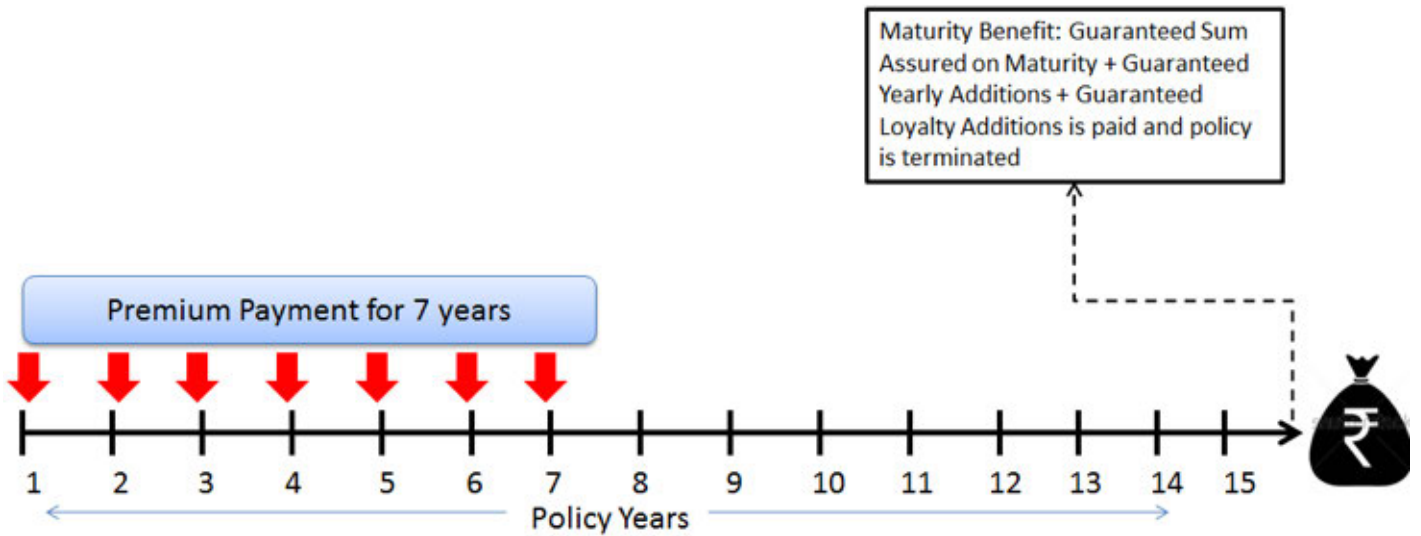 Maturity Benefit: Guaranteed Sum
Assured on Maturity + Guaranteed
Yearly Additions + Guaranteed
Loyalty Additions is paid and policy
is terminated
Premium Payment for 7 years
₹
1 2 3 4 5 6 7 8 9 10 11 12 13 14 15
Policy Years